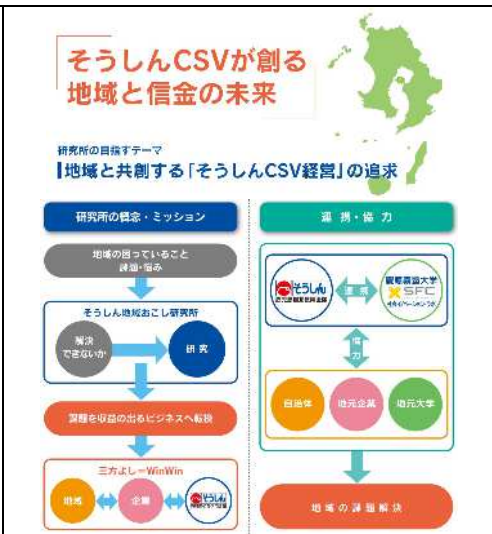 そうしんCSVが創る
地域と信金の未来
研究所の目指すテーマ
地域と共創する「そうしんCSV経営」の追求
研究所の概念・ミッション
地域の困っていること
課題・悩み
そうしん地域おこし研究所
解決
できないか
研究
課題を収益の出るビジネスへ転換
三方よし=WinWin
地域
企業
そうしん
連携・協力
そうしん
連携
慶應義塾大学
SFC
協力
自治体
地元企業
地元大学
地域の課題解決